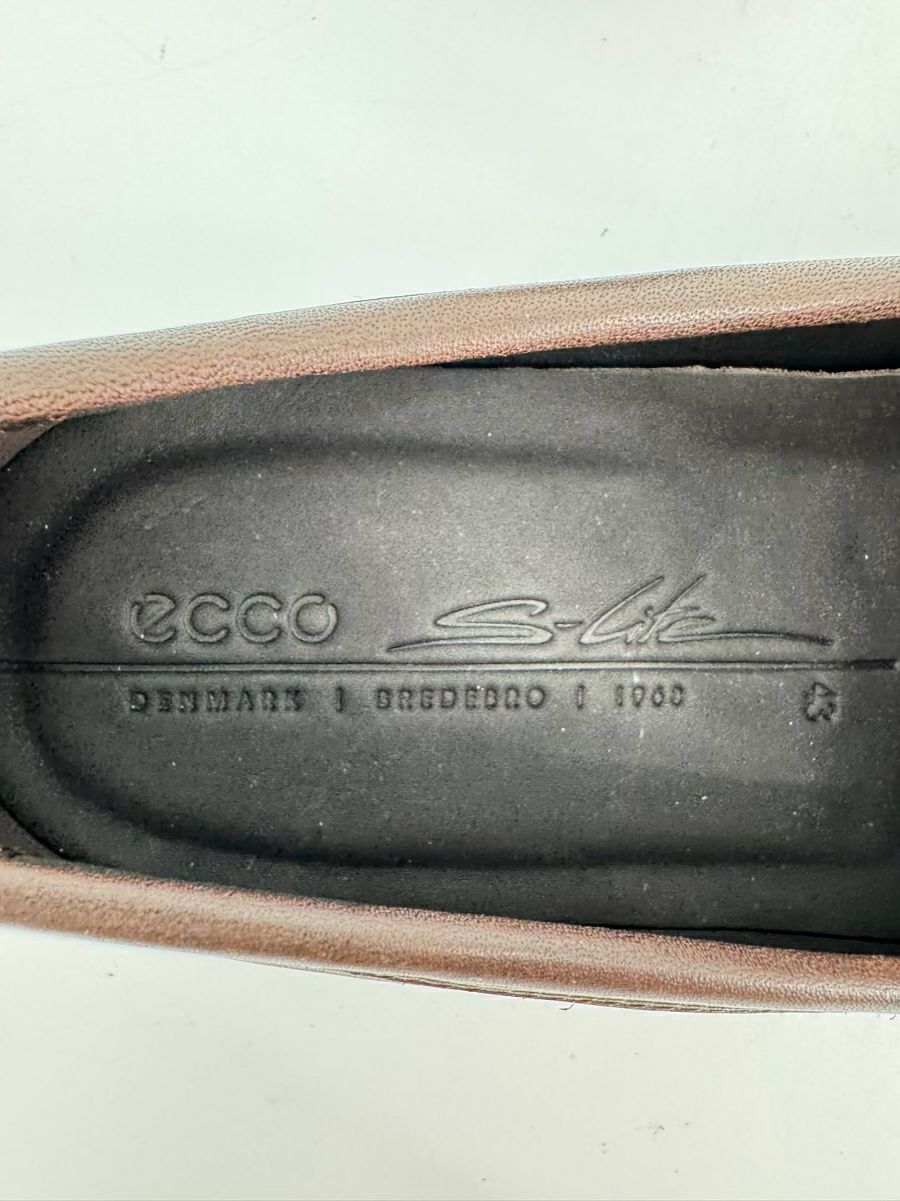 ecco S-Lite
DENMARK | BREDEBRO | 1963
43